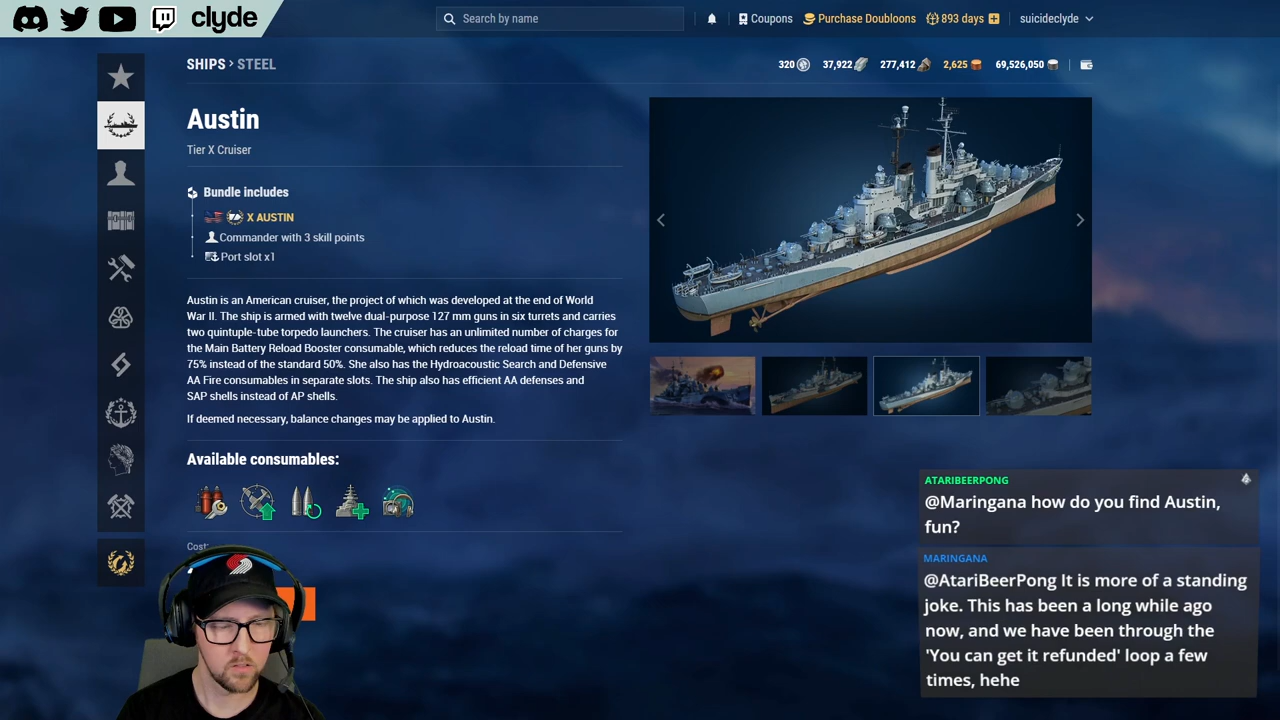 clyde
Search by name
Coupons
Purchase Doubloons
893 days
suicideclyde
SHIPS > STEEL
320
37,922
277,412
2,625
69,526,050
Austin
Tier X Cruiser
Bundle includes
X AUSTIN
Commander with 3 skill points
Port slot x1
Austin is an American cruiser, the project of which was developed at the end of World
War II. The ship is armed with twelve dual-purpose 127 mm guns in six turrets and carries
two quintuple-tube torpedo launchers. The cruiser has an unlimited number of charges for
the Main Battery Reload Booster consumable, which reduces the reload time of her guns by
75% instead of the standard 50%. She also has the Hydroacoustic Search and Defensive
AA Fire consumables in separate slots. The ship also has efficient AA defenses and
SAP shells instead of AP shells.
If deemed necessary, balance changes may be applied to Austin.
Available consumables:
Cost:
ATARIBEERPONG
@Maringana how do you find Austin,
fun?
MARINGANA
@AtariBeerPong It is more of a standing
joke. This has been a long while ago
now, and we have been through the
'You can get it refunded' loop a few
times, hehe